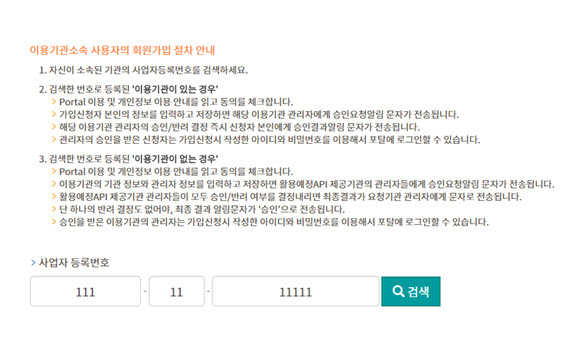 이용기관소속 사용자의 회원가입 절차 안내
1. 자신이 소속된 기관의 사업자등록번호를 검색하세요.
2. 검색한 번호로 등록된 '이용기관이 있는 경우'
> Portal 이용 및 개인정보 이용 안내를 읽고 동의를 체크합니다.
> 가입신청자 본인의 정보를 입력하고 저장하면 해당 이용기관 관리자에게 승인요청알림 문자가 전송됩니다.
> 해당 이용기관 관리자의 승인/반려 결정 즉시 신청자 본인에게 승인결과알림 문자가 전송됩니다.
> 관리자의 승인을 받은 신청자는 가입신청시 작성한 아이디와 비밀번호를 이용해서 포탈에 로그인할 수 있습니다.
3. 검색한 번호로 등록된 '이용기관이 없는 경우'
> Portal 이용 및 개인정보 이용 안내를 읽고 동의를 체크합니다.
> 이용기관의 기관 정보와 관리자 정보를 입력하고 저장하면 활용예정API 제공기관의 관리자들에게 승인요청알림 문자가 전송됩니다.
> 활용예정API 제공기관 관리자들이 모두 승인/반려 여부를 결정내리면 최종결과가 요청기관 관리자에게 문자로 전송됩니다.
> 단 하나의 반려 결정도 없어야, 최종 결과 알림문자가 '승인'으로 전송됩니다.
> 승인을 받은 이용기관의 관리자는 가입신청시 작성한 아이디와 비밀번호를 이용해서 포탈에 로그인할 수 있습니다.
> 사업자 등록번호
111 - 11 - 11111 검색